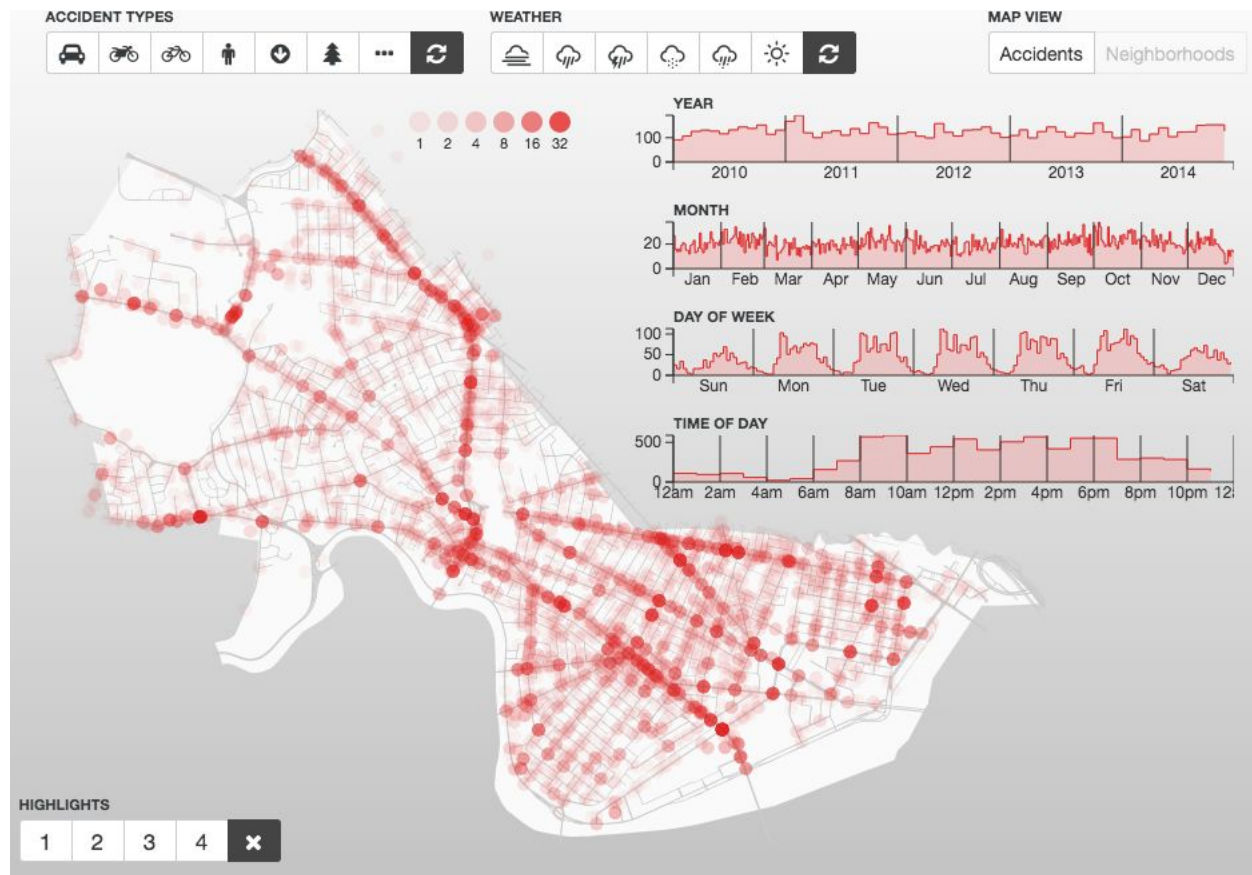 ACCIDENT TYPES
WEATHER
MAP VIEW
Accidents Neighborhoods
1 2 4 8 16 32
YEAR
100
0
2010 2011 2012 2013 2014
MONTH
20
0
Jan Feb Mar Apr May Jun Jul Aug Sep Oct Nov Dec
DAY OF WEEK
100
50
0
Sun Mon Tue Wed Thu Fri Sat
TIME OF DAY
500
0
12am 2am 4am 6am 8am 10am 12pm 2pm 4pm 6pm 8pm 10pm 12
HIGHLIGHTS
1 2 3 4